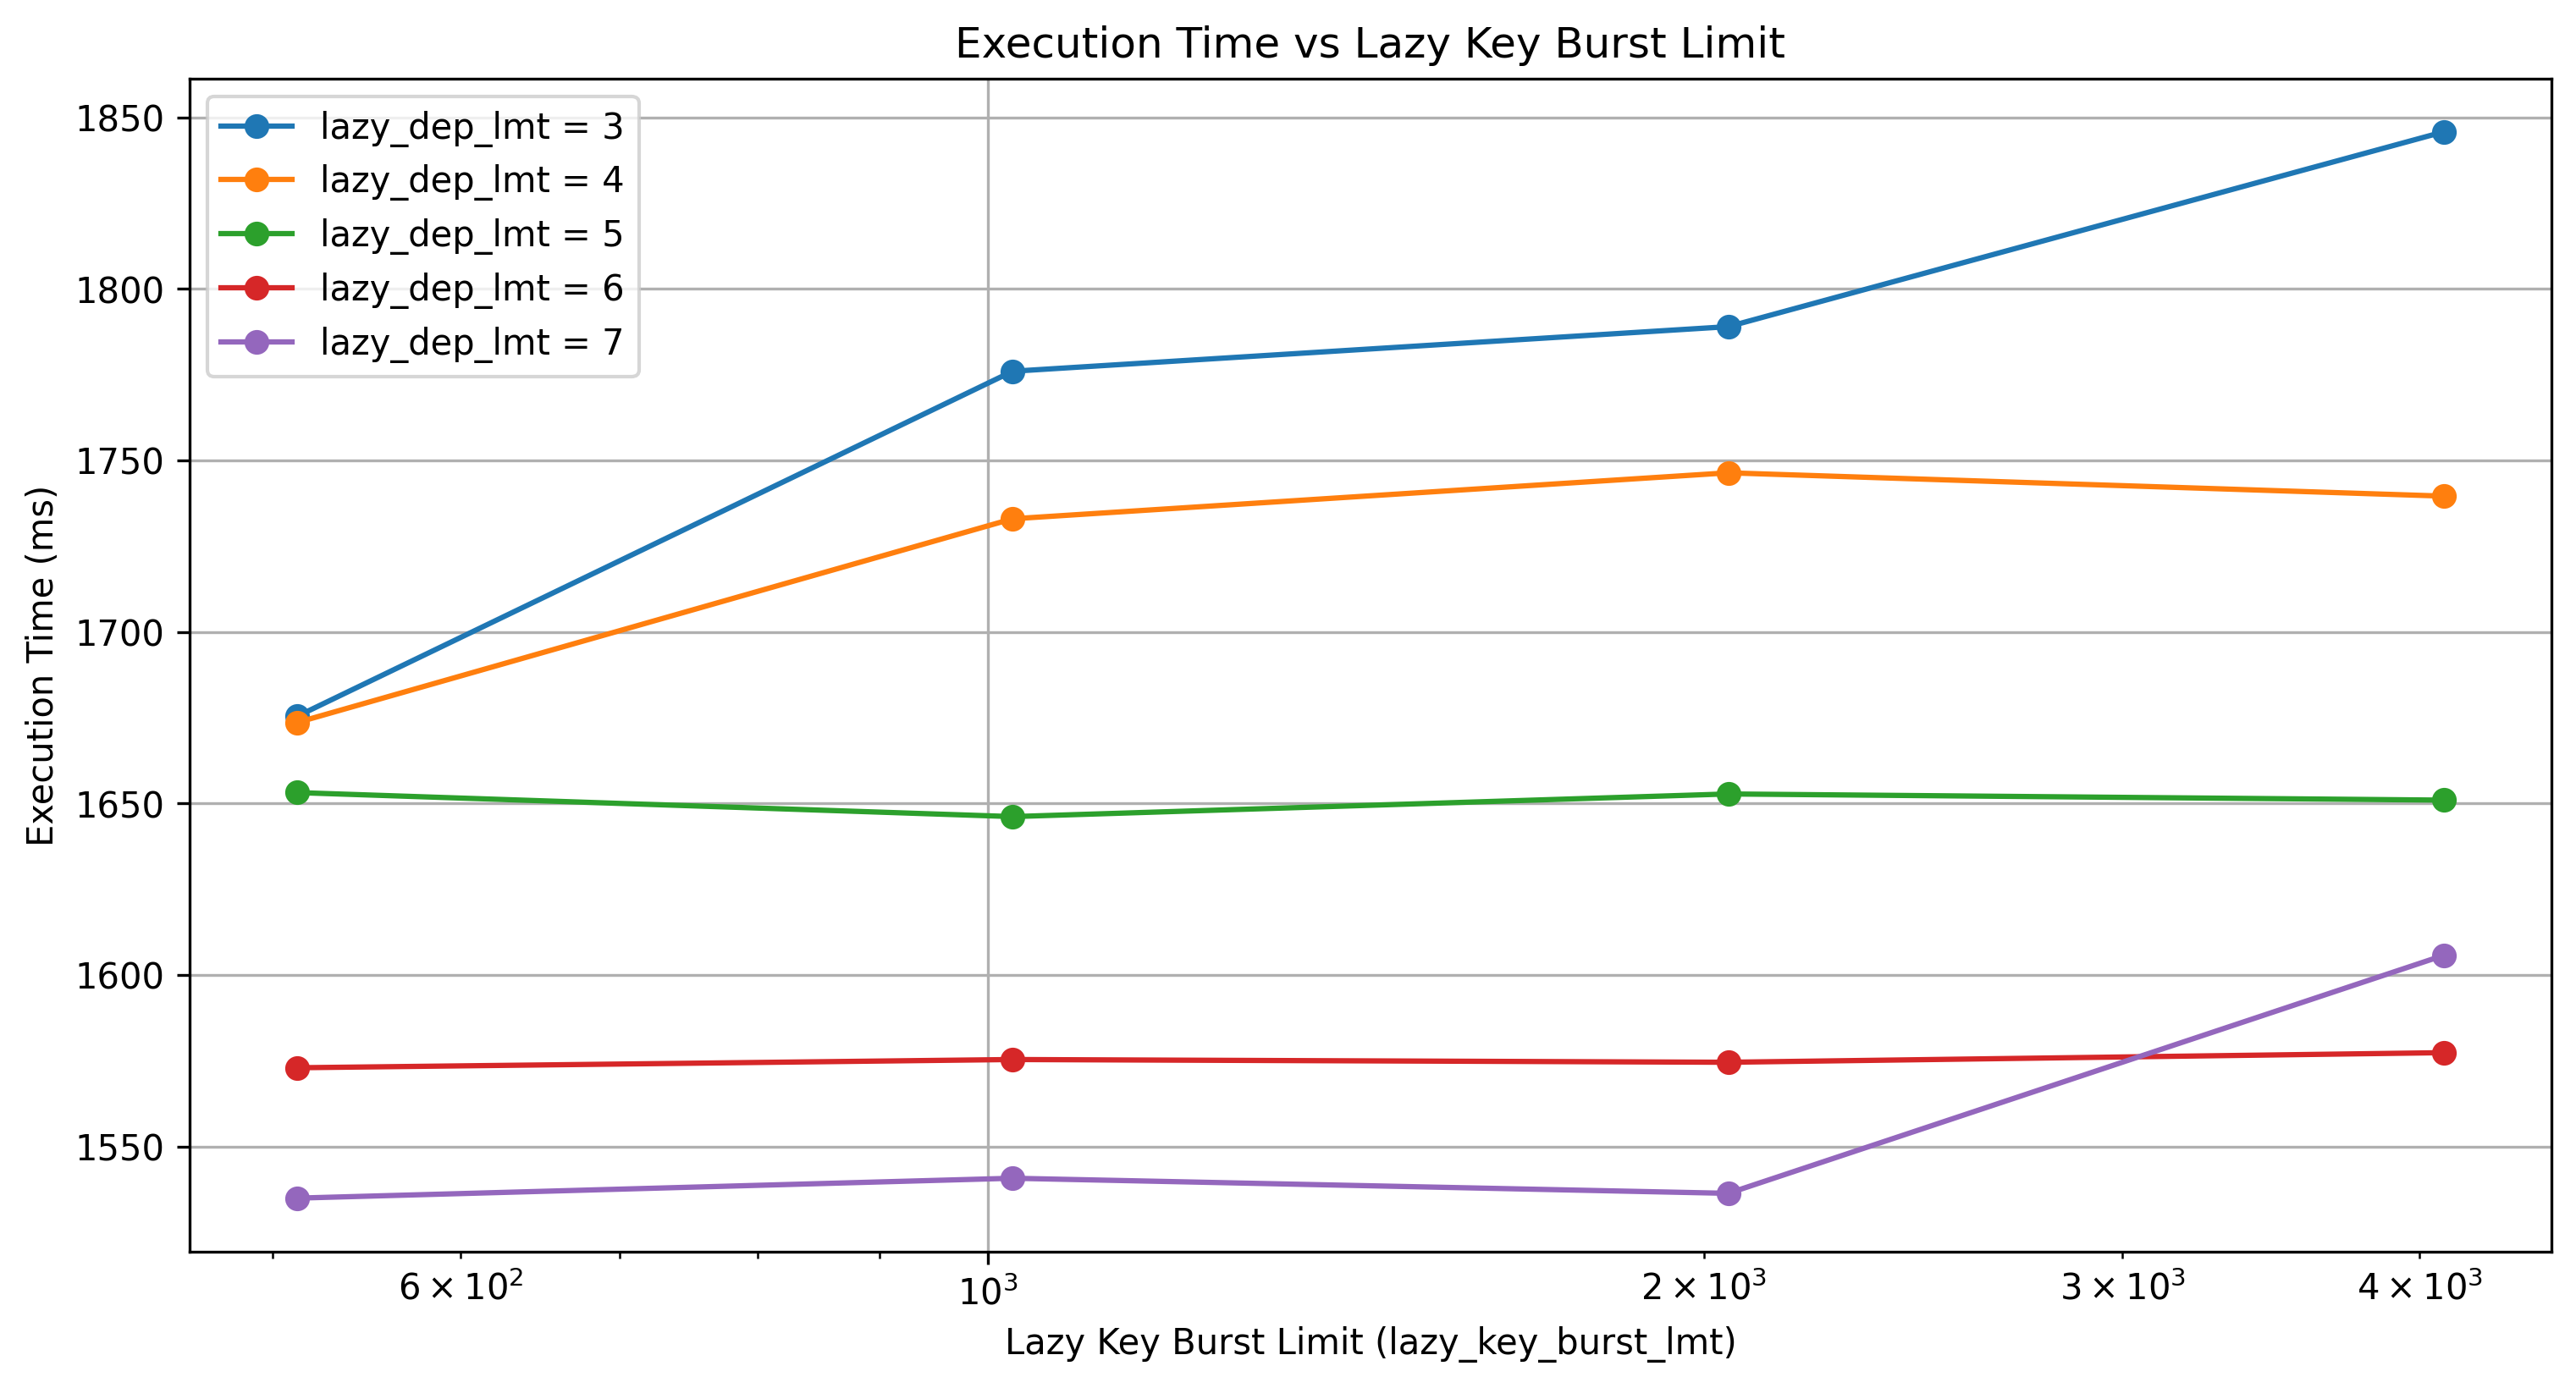 Execution Time vs Lazy Key Burst Limit
lazy_dep_lmt = 3
lazy_dep_lmt = 4
lazy_dep_lmt = 5
lazy_dep_lmt = 6
lazy_dep_lmt = 7
Execution Time (ms)
1850
1800
1750
1700
1650
1600
1550
6 × 10² 10³ 2 × 10³ 3 × 10³ 4 × 10³
Lazy Key Burst Limit (lazy_key_burst_lmt)